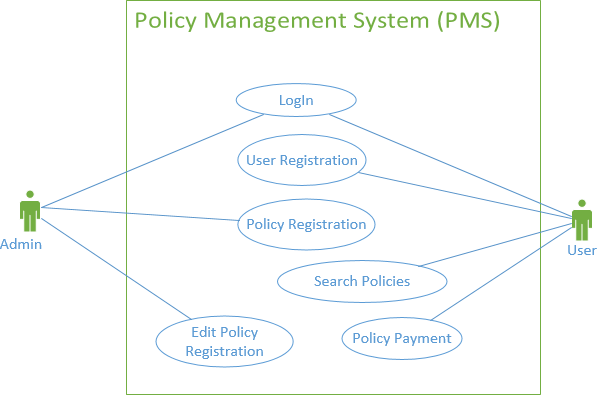 Policy Management System (PMS)
LogIn
User Registration
Policy Registration
Admin
User
Search Policies
Edit Policy
Registration
Policy Payment